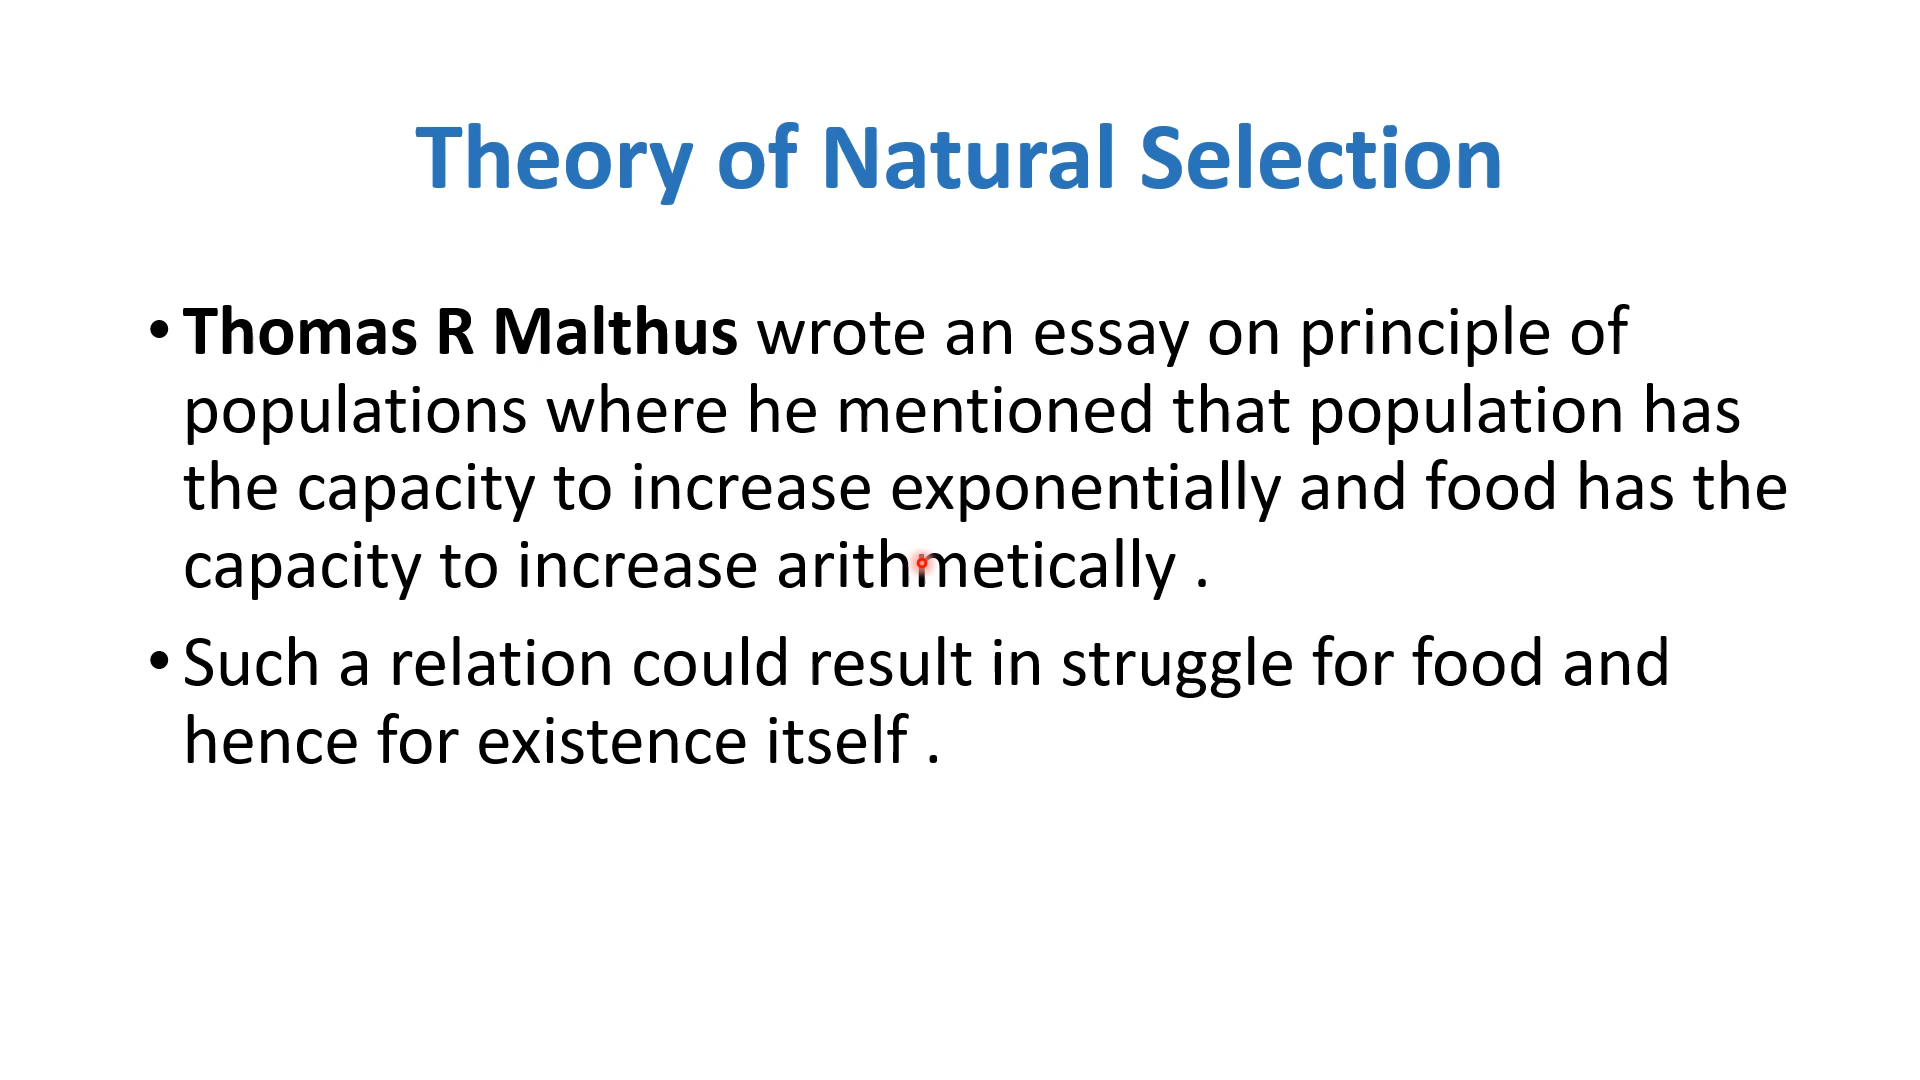 Theory of Natural Selection
• Thomas R Malthus wrote an essay on principle of
populations where he mentioned that population has
the capacity to increase exponentially and food has the
capacity to increase arithmetically .
• Such a relation could result in struggle for food and
hence for existence itself .